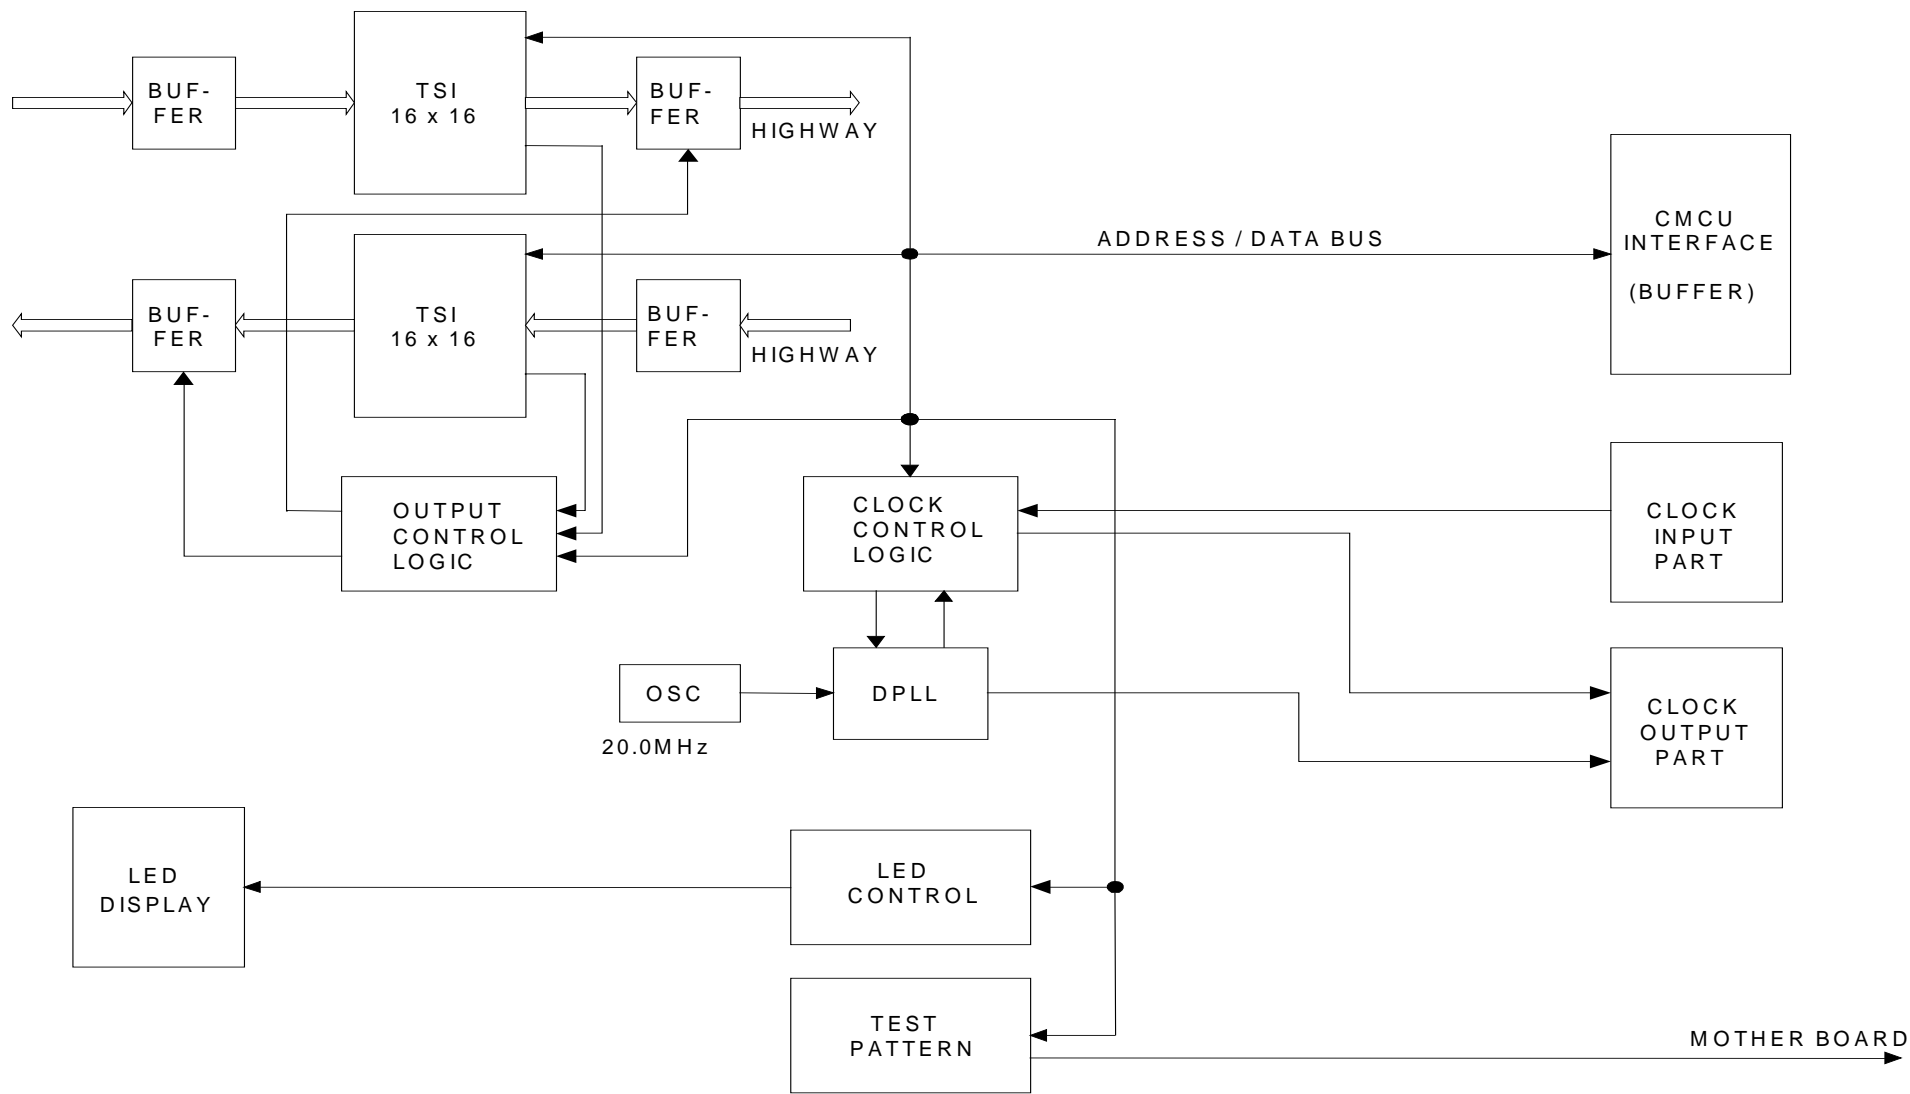 BUF-
FER
TSI
16 x 16
BUF-
FER
HIGHWAY
CMCU
INTERFACE
(BUFFER)
ADDRESS / DATA BUS
BUF-
FER
TSI
16 x 16
BUF-
FER
HIGHWAY
OUTPUT
CONTROL
LOGIC
CLOCK
CONTROL
LOGIC
CLOCK
INPUT
PART
OSC
20.0MHz
DPLL
CLOCK
OUTPUT
PART
LED
DISPLAY
LED
CONTROL
TEST
PATTERN
MOTHER BOARD